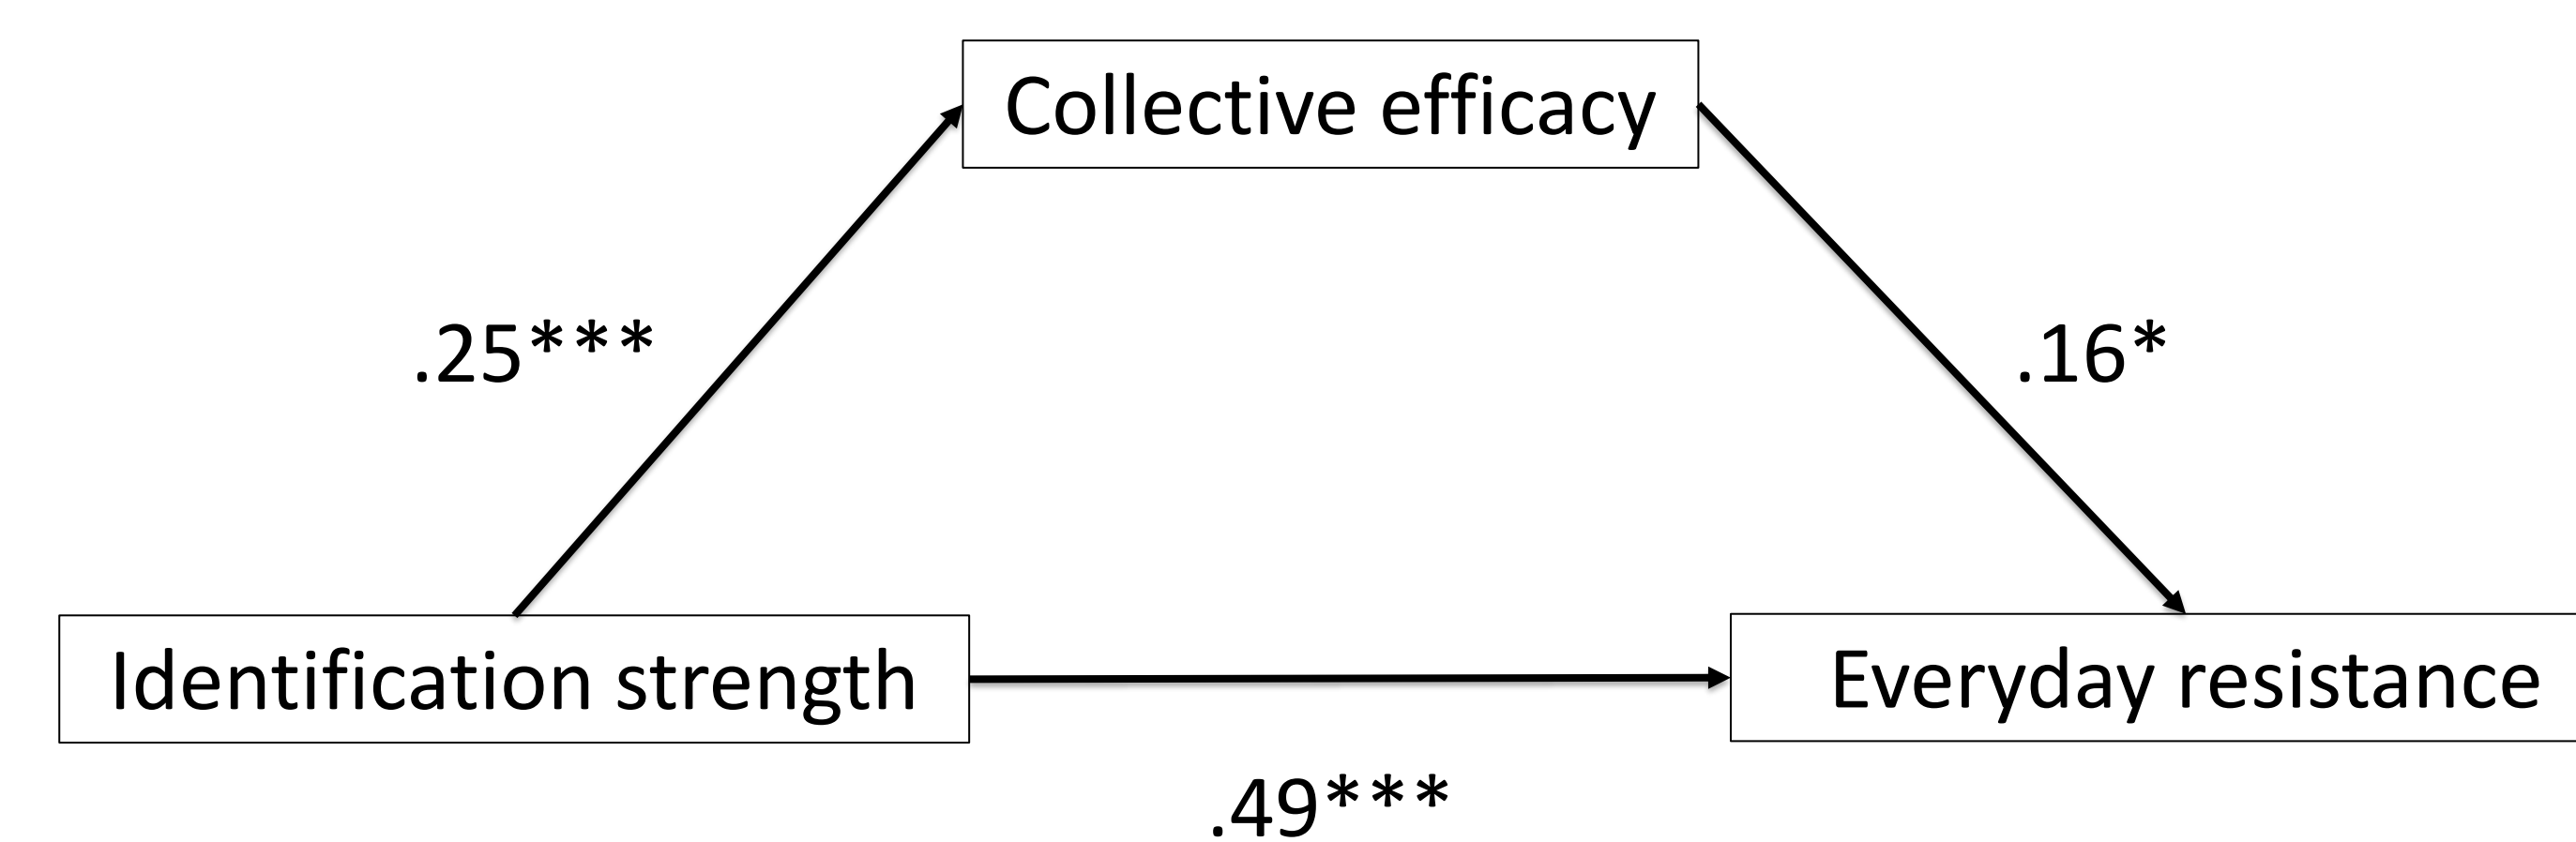 Collective efficacy
.25***
.16*
Identification strength
Everyday resistance
.49***